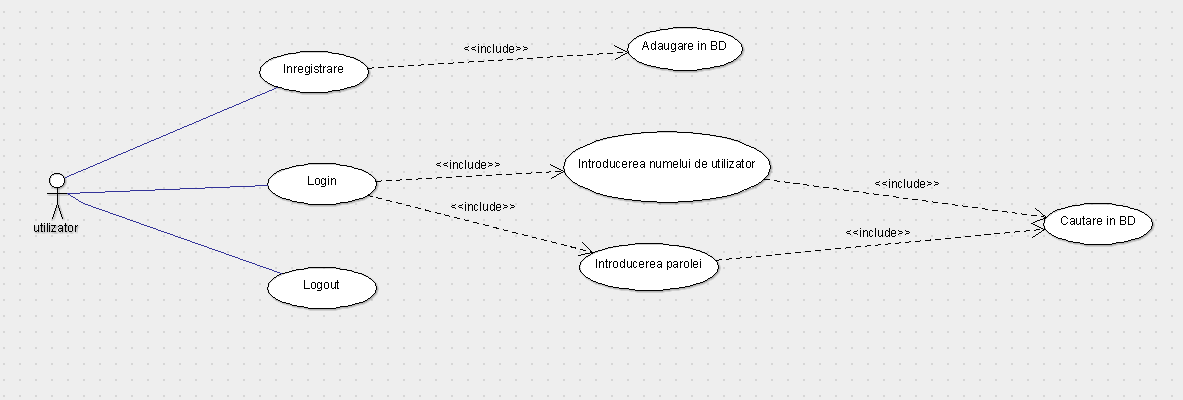 <<include>>
Adaugare in BD
Inregistrare
<<include>>
Introducerea numelui de utilizator
Login
<<include>>
<<include>>
utilizator
Cautare in BD
<<include>>
Introducerea parolei
Logout